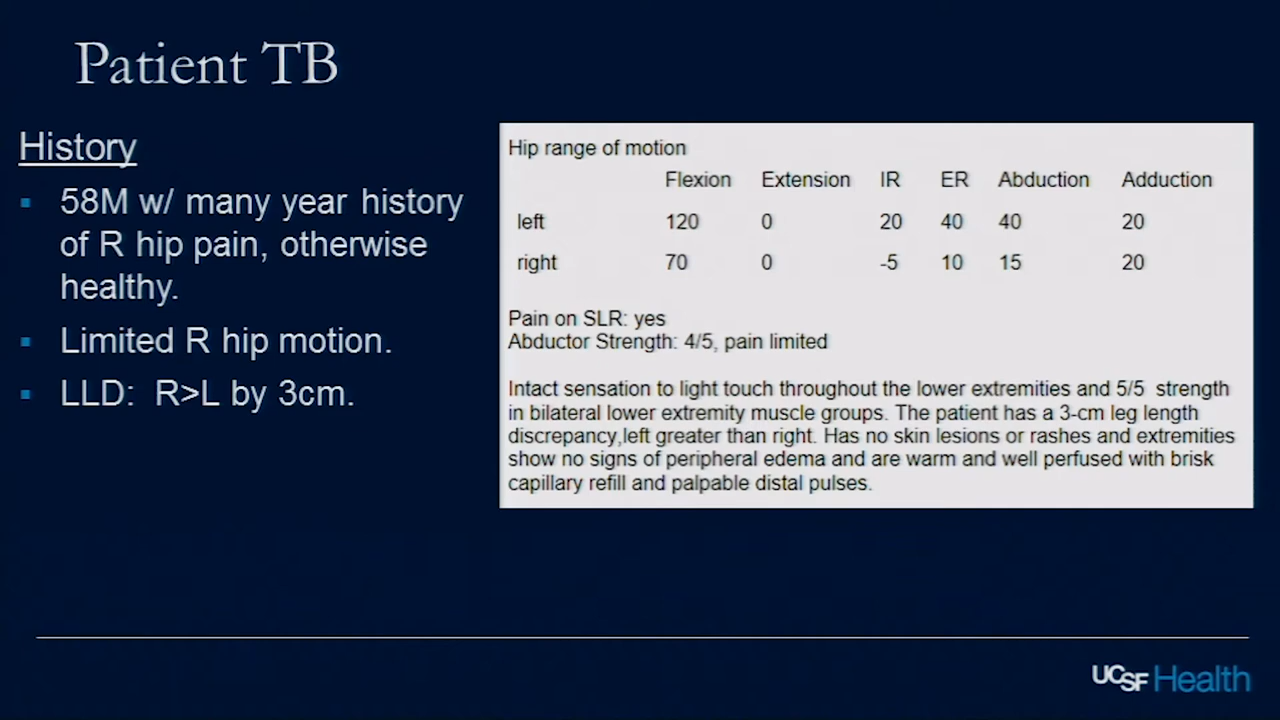 Patient TB
History
58M w/ many year history
of R hip pain, otherwise
healthy.
Limited R hip motion.
LLD: R>L by 3cm.
Hip range of motion
Flexion Extension IR ER Abduction Adduction
left 120 0 20 40 40 20
right 70 0 -5 10 15 20
Pain on SLR: yes
Abductor Strength: 4/5, pain limited
Intact sensation to light touch throughout the lower extremities and 5/5 strength
in bilateral lower extremity muscle groups. The patient has a 3-cm leg length
discrepancy,left greater than right. Has no skin lesions or rashes and extremities
show no signs of peripheral edema and are warm and well perfused with brisk
capillary refill and palpable distal pulses.
UCSF Health